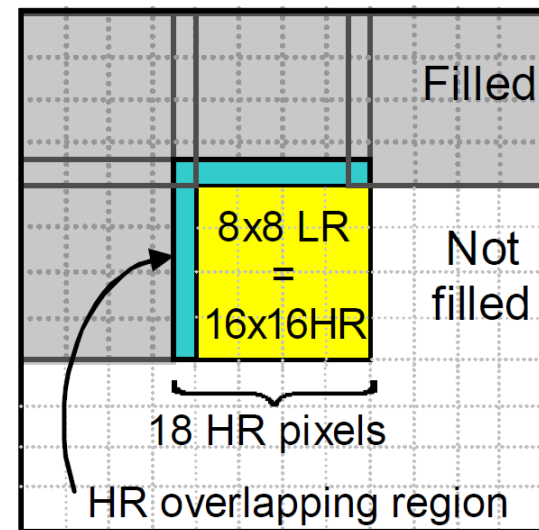 Filled
8x8 LR
=
16x16HR
Not
filled
18 HR pixels
HR overlapping region